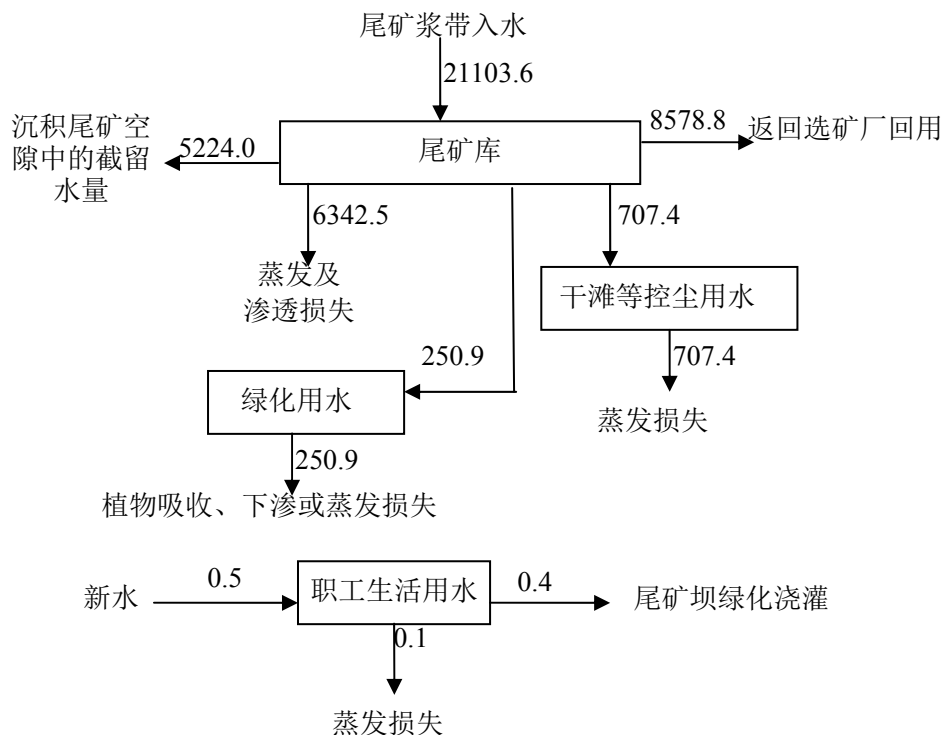 尾矿浆带入水
21103.6
沉积尾矿空
隙中的截留
水量
5224.0
尾矿库
8578.8
返回选矿厂回用
6342.5
707.4
蒸发及
渗透损失
干滩等控尘用水
250.9
707.4
绿化用水
蒸发损失
250.9
植物吸收、下渗或蒸发损失
新水
0.5
职工生活用水
0.4
尾矿坝绿化浇灌
0.1
蒸发损失